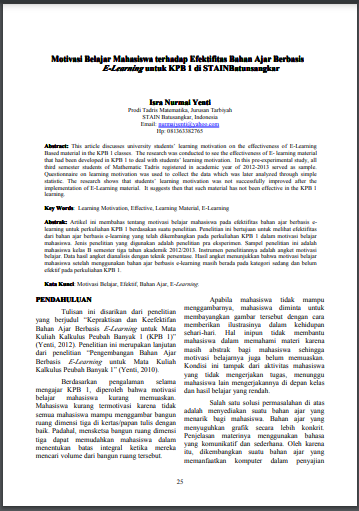 Motivasi Belajar Mahasiswa terhadap Efektifitas Bahan Ajar Berbasis
E-Learning untuk KPB 1 di STAINBatusangkar
Isra Nurmai Yenti
Prodi Tadris Matematika, Jurusan Tarbiyah
STAIN Batusangkar, Indonesia
Email: nurmaiyenti@yahoo.com
Hp: 081363382765
Abstract: This article discusses university students' learning motivation on the effectiveness of E-Learning
Based material in the KPB 1 classes. The research was conducted to see the effectiveness of E- learning material
that had been developed in KPB 1 to deal with students' learning motivation. In this pre-experimental study, all
third semester students of Mathematic Tadris registered in academic year of 2012-2013 served as sample.
Questionnaire on learning motivation was used to collect the data which was later analyzed through simple
statistic. The research shows that students' learning motivation was not successfully improved after the
implementation of E-Learning material. It suggests then that such material has not been effective in the KPB 1
learning.
Key Words: Learning Motivation, Effective, Learning Material, E-Learning
Abstrak: Artikel ini membahas tentang motivasi belajar mahasiswa pada efektifitas bahan ajar berbasis e-
learning untuk perkuliahan KPB 1 berdasarkan suatu penelitian. Penelitian ini bertujuan untuk melihat efektifitas
dari bahan ajar berbasis e-learning yang telah dikembangkan pada perkuliahan KPB 1 dalam motivasi belajar
mahasiswa. Jenis penelitian yang digunakan adalah penelitian pra eksperimen. Sampel penelitian ini adalah
mahasiswa kelas B semester tiga tahun akademik 2012/2013. Instrumen penelitiannya adalah angket motivasi
belajar. Data hasil angket dianalisis dengan teknik persentase. Hasil angket menunjukkan bahwa motivasi belajar
mahasiswa setelah menggunakan bahan ajar berbasis e-learning masih berada pada kategori sedang dan belum
efektif pada perkuliahan KPB 1.
Kata Kunci: Motivasi Belajar, Efektif, Bahan Ajar, E-Learning
PENDAHULUAN
Tulisan ini disarikan dari penelitian
yang berjudul "Kepraktisan dan Keefektifan
Bahan Ajar Berbasis E-Learning untuk Mata
Kuliah Kalkulus Peubah Banyak 1 (KPB 1)"
(Yenti, 2012). Penelitian ini merupakan lanjutan
dari penelitian "Pengembangan Bahan Ajar
Berbasis E-Learning untuk Mata Kuliah
Kalkulus Peubah Banyak 1" (Yenti, 2010).
Berdasarkan pengalaman selama
mengajar KPB 1, diperoleh bahwa motivasi
belajar mahasiswa kurang memuaskan.
Mahasiswa kurang termotivasi karena tidak
semua mahasiswa mampu menggambar bangun
ruang dimensi tiga di kertas/papan tulis dengan
baik. Padahal, mensketsa bangun ruang dimensi
tiga dapat memudahkan mahasiswa dalam
menentukan batas integral ketika mereka
mencari volume dari bangun ruang tersebut.
Apabila mahasiswa tidak mampu
menggambarnya, mahasiswa diminta untuk
membayangkan gambar tersebut dengan cara
memberikan ilustrasinya dalam kehidupan
sehari-hari. Hal inipun tidak membantu
mahasiswa dalam memahami materi karena
masih abstrak bagi mahasiswa sehingga
motivasi belajarnya juga belum memuaskan.
Kondisi ini tampak dari aktivitas mahasiswa
yang tidak mengerjakan tugas, menunggu
mahasiswa lain mengerjakannya di depan kelas
dan hasil belajar yang rendah.
Salah satu solusi permasalahan di atas
adalah menyediakan suatu bahan ajar yang
menarik bagi mahasiswa. Bahan ajar yang
menyuguhkan grafik secara lebih konkrit.
Penjelasan materinya menggunakan bahasa
yang komunikatif dan sederhana. Oleh karena
itu, dikembangkan suatu bahan ajar yang
memanfaatkan komputer dalam penyajian
25